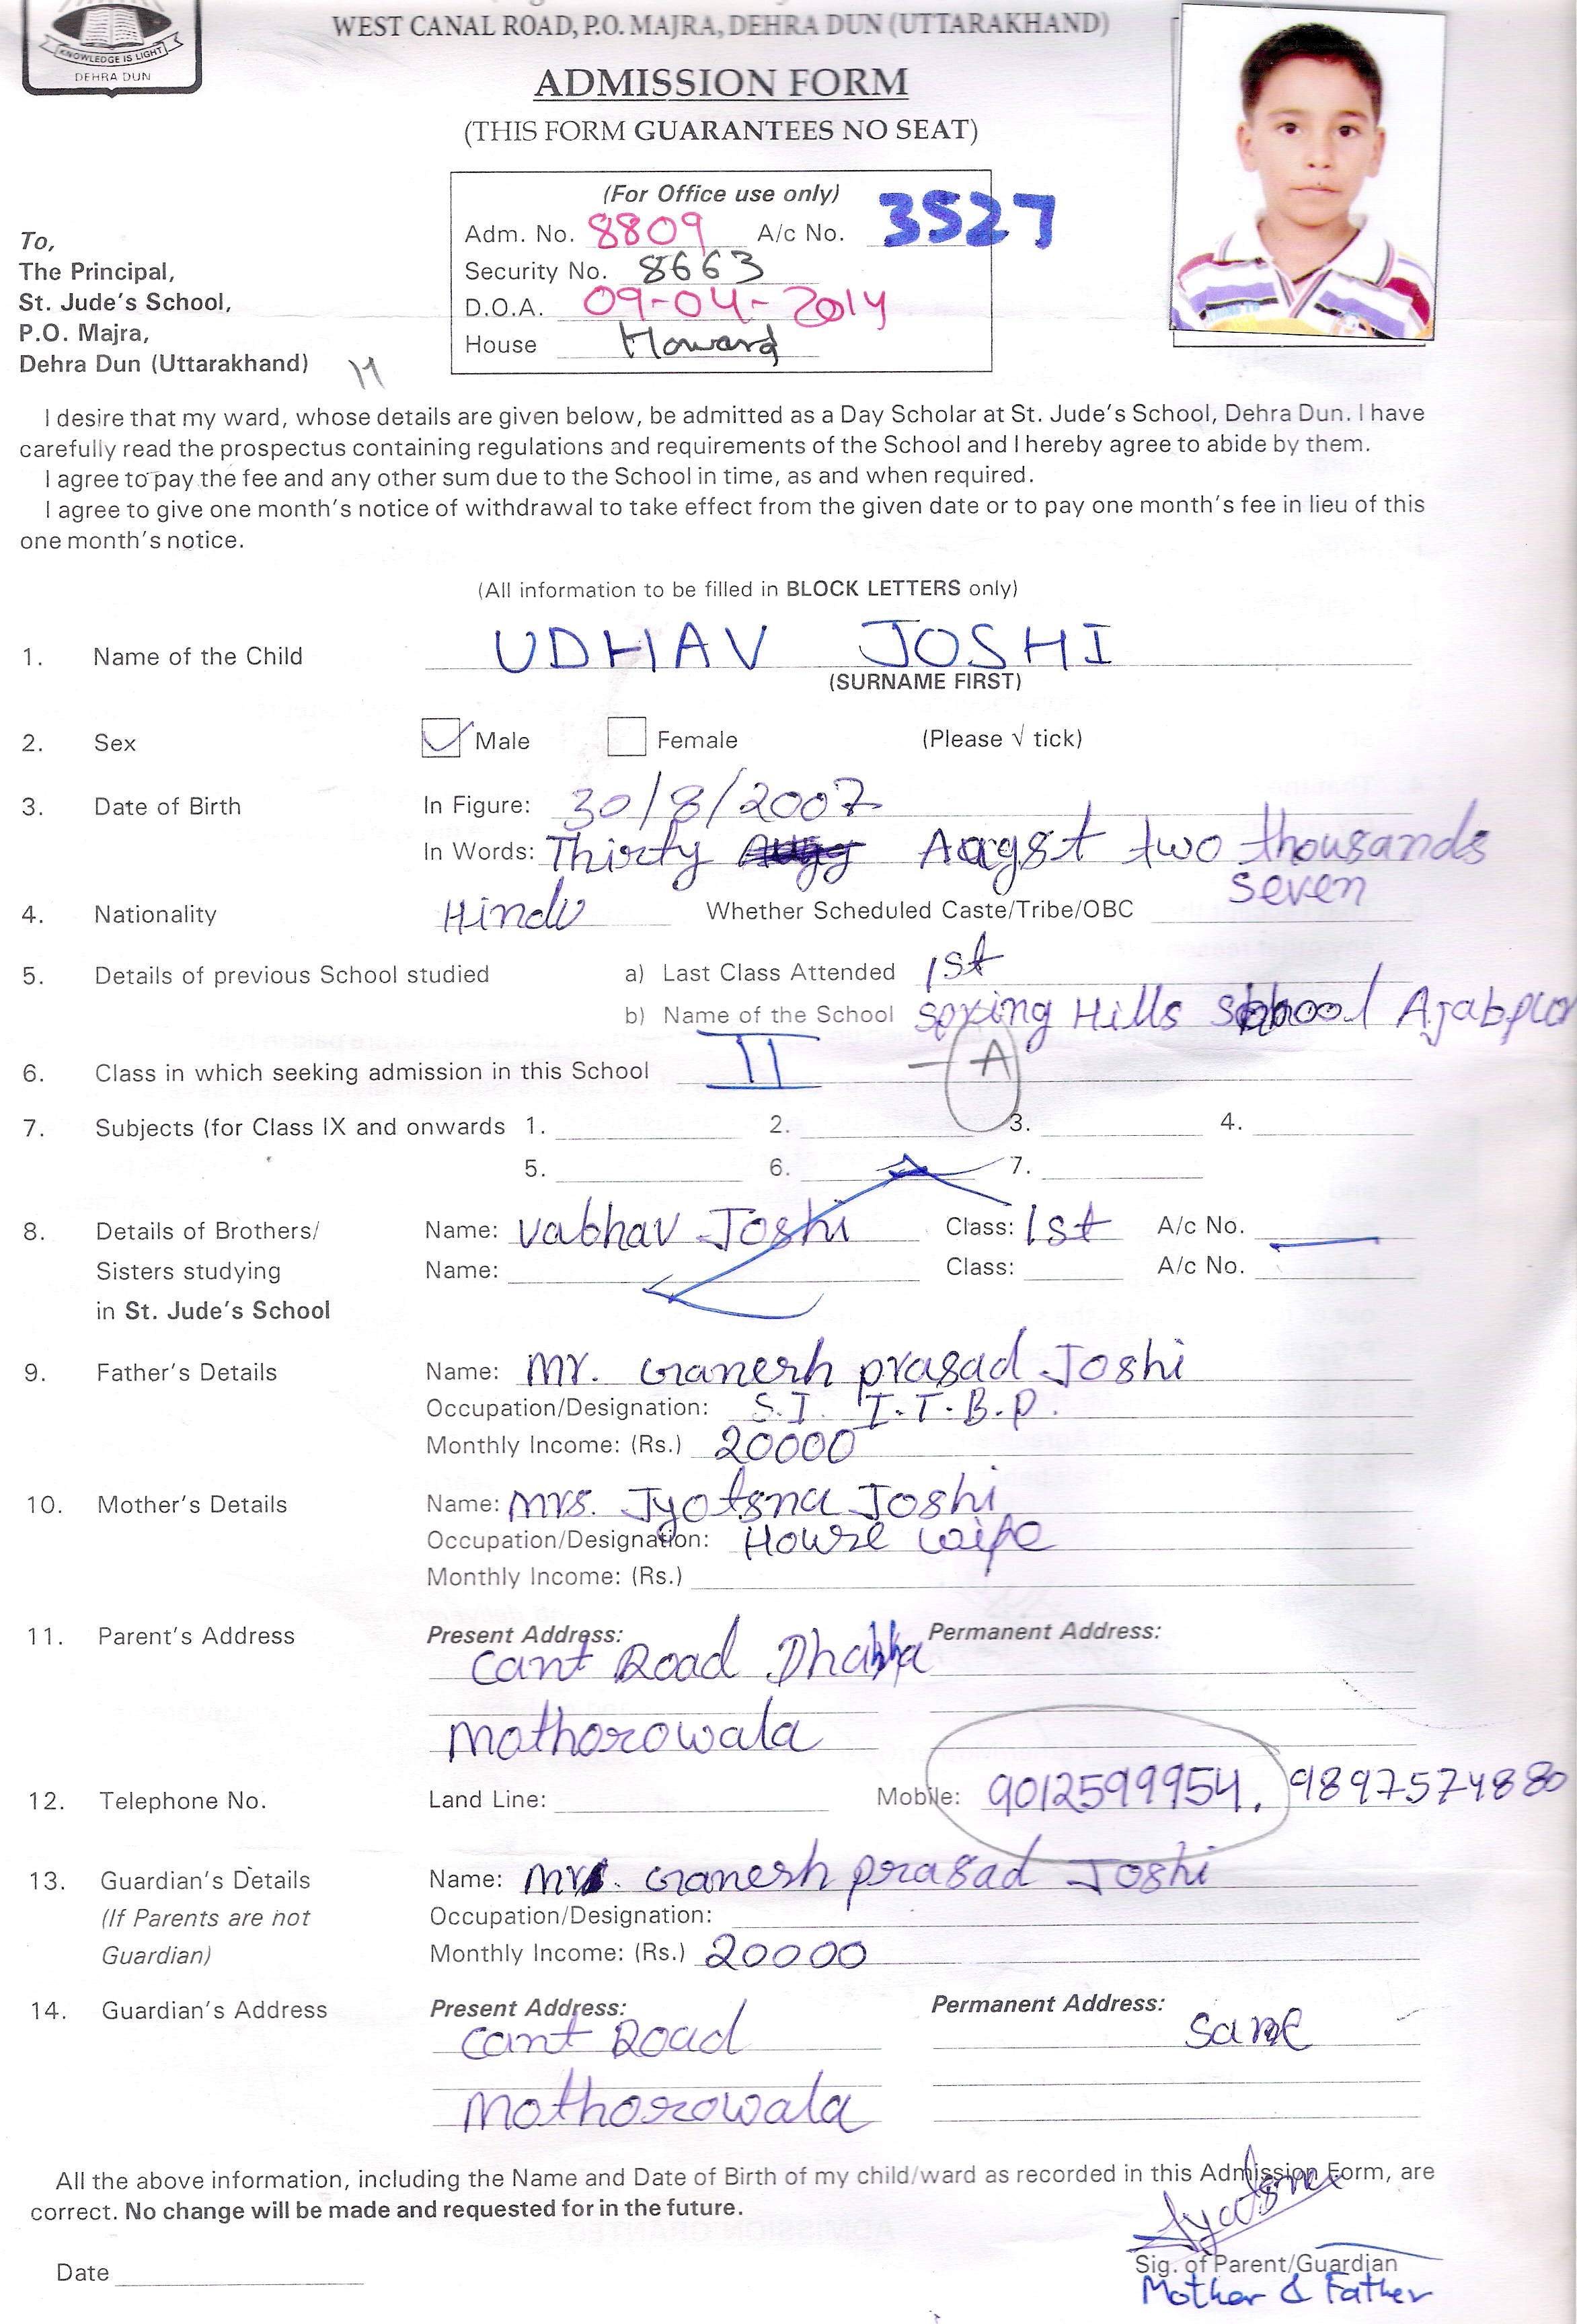 KNOWLEDGE IS LIGHT
DEHRA DUN
WEST CANAL ROAD, P.O. MAJRA, DEHRA DUN (UTTARAKHAND)
ADMISSION FORM
(THIS FORM GUARANTEES NO SEAT)
(For Office use only)
Adm. No. 8809 A/c No. 3527
Security No. 8663
D.O.A. 09-04-2014
House Howard
To,
The Principal,
St. Jude's School,
P.O. Majra,
Dehra Dun (Uttarakhand)
I desire that my ward, whose details are given below, be admitted as a Day Scholar at St. Jude's School, Dehra Dun. I have
carefully read the prospectus containing regulations and requirements of the School and I hereby agree to abide by them.
I agree to pay the fee and any other sum due to the School in time, as and when required.
I agree to give one month's notice of withdrawal to take effect from the given date or to pay one month's fee in lieu of this
one month's notice.
(All information to be filled in BLOCK LETTERS only)
1. Name of the Child UDHAV JOSHI
(SURNAME FIRST)
2. Sex Male Female (Please √ tick)
3. Date of Birth In Figure: 30/8/2007
In Words: Thirty Aagst two thousands
seven
4. Nationality Hindu Whether Scheduled Caste/Tribe/OBC
5. Details of previous School studied a) Last Class Attended 1st
b) Name of the School Spring Hills School Ajabpur
6. Class in which seeking admission in this School II - A
7. Subjects (for Class IX and onwards 1. 2. 3. 4.
5. 6. 7.
8. Details of Brothers/ Name: Vabhav Joshi Class: 1st A/c No.
Sisters studying Name: Class: A/c No.
in St. Jude's School
9. Father's Details Name: Mr. Ganesh prasad Joshi
Occupation/Designation: S.I. I.T.B.P.
Monthly Income: (Rs.) 20000
10. Mother's Details Name: Mrs. Jyotsna Joshi
Occupation/Designation: House wife
Monthly Income: (Rs.)
11. Parent's Address Present Address: Permanent Address:
Cant Road
Mothorowala
12. Telephone No. Land Line: Mobile: 9012599954, 9897574880
13. Guardian's Details Name: Mr. Ganesh prasad Joshi
(If Parents are not Occupation/Designation:
Guardian) Monthly Income: (Rs.) 20000
14. Guardian's Address Present Address: Permanent Address:
Cant Road Same
Mothorowala
All the above information, including the Name and Date of Birth of my child/ward as recorded in this Admission Form, are
correct. No change will be made and requested for in the future.
Jyotsna
Date Sig. of Parent/Guardian
Mother & Father